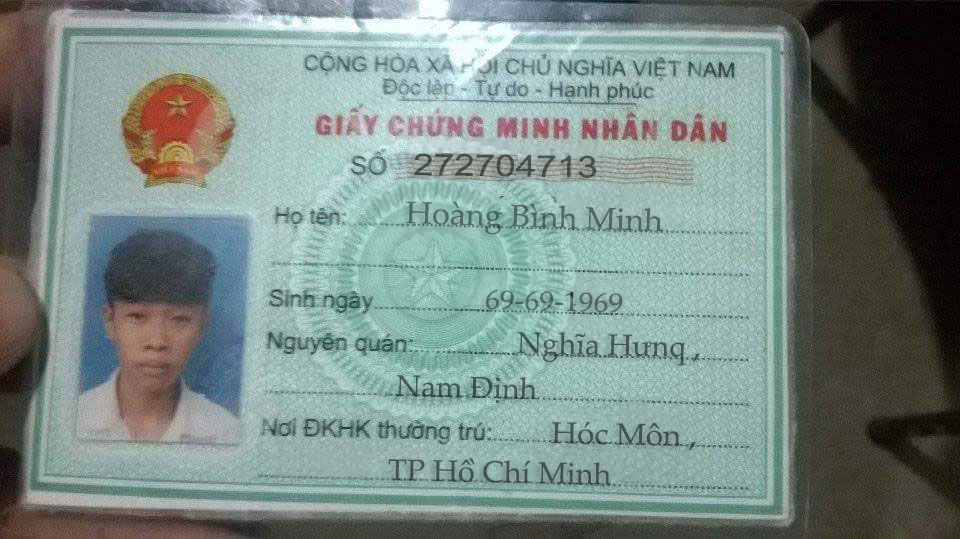 CỘNG HÒA XÃ HỘI CHỦ NGHĨA VIỆT NAM
Độc lập - Tự do - Hạnh phúc
GIẤY CHỨNG MINH NHÂN DÂN
SỐ 272704713
Họ tên: Hoàng Bình Minh
Sinh ngày 69-69-1969
Nguyên quán: Nghĩa Hưng,
Nam Định
Nơi ĐKHK thường trú: Hóc Môn,
TP Hồ Chí Minh